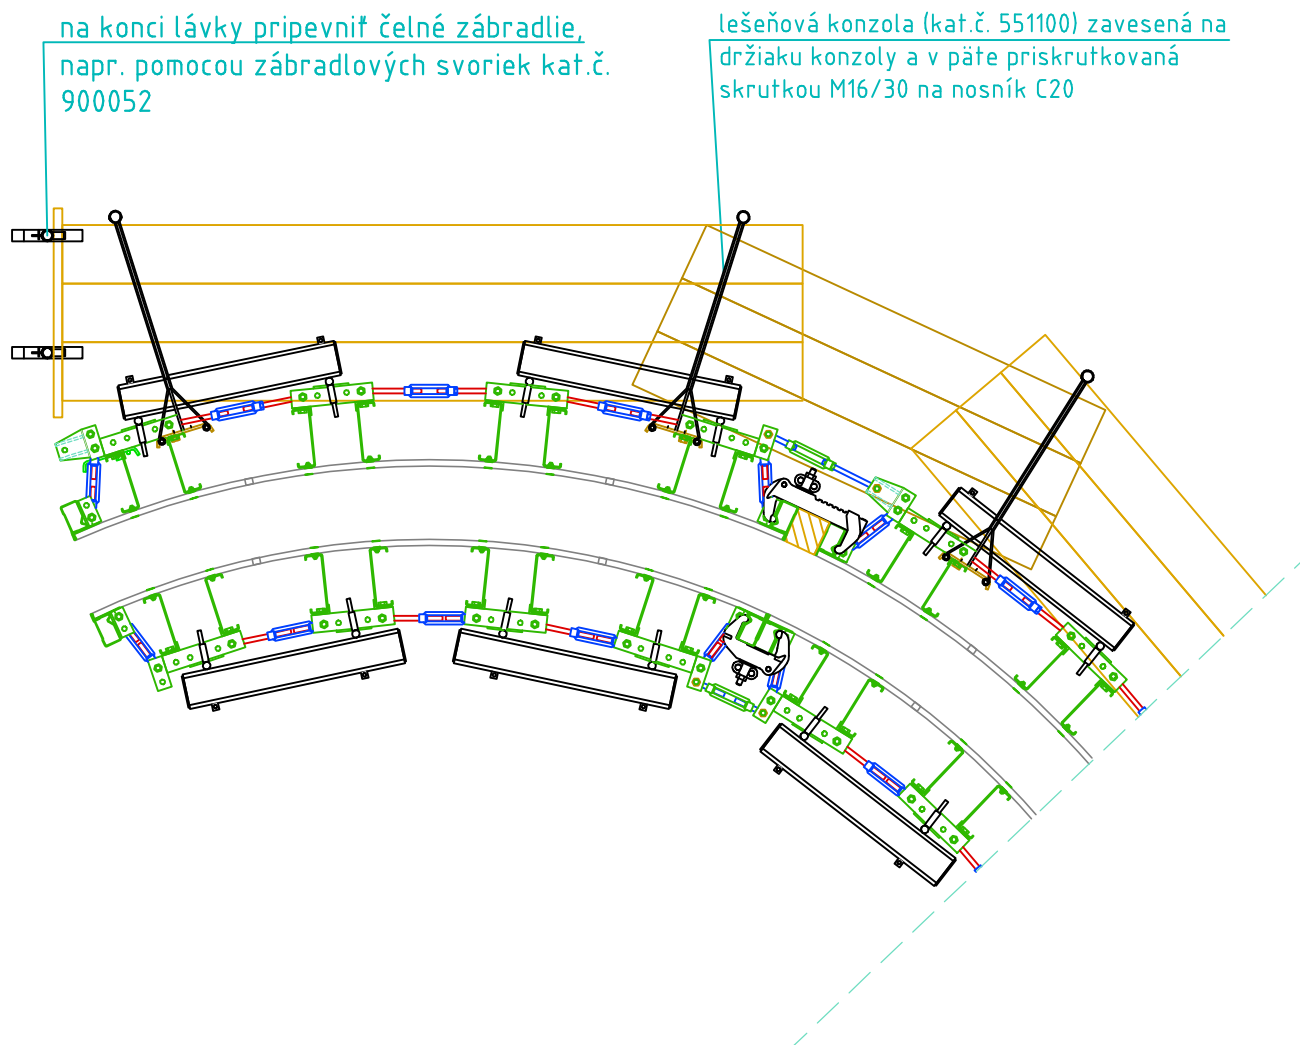 na konci lávky pripevniť čelné zábradlie,
napr. pomocou zábradlových svoriek kat.č.
900052
lešeňová konzola (kat.č. 551100) zavesená na
držiaku konzoly a v päte priskrutkovaná
skrutkou M16/30 na nosník C20